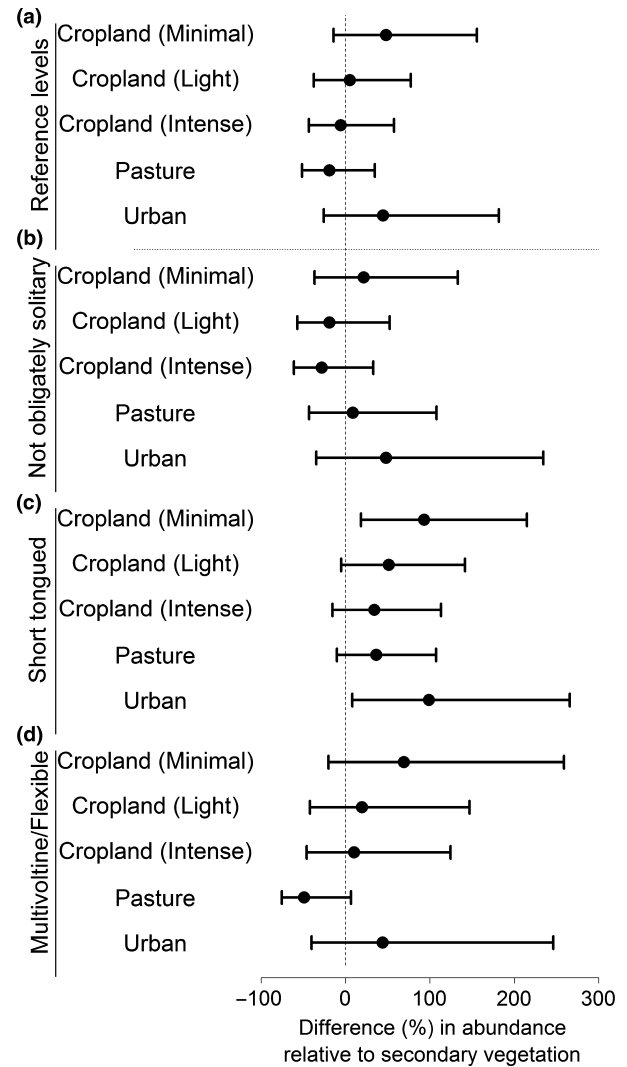 (a)
Reference levels
Cropland (Minimal)
Cropland (Light)
Cropland (Intense)
Pasture
Urban
(b)
Not obligately solitary
Cropland (Minimal)
Cropland (Light)
Cropland (Intense)
Pasture
Urban
(c)
Short tongued
Cropland (Minimal)
Cropland (Light)
Cropland (Intense)
Pasture
Urban
(d)
Multivoltine/Flexible
Cropland (Minimal)
Cropland (Light)
Cropland (Intense)
Pasture
Urban
−100 0 100 200 300
Difference (%) in abundance
relative to secondary vegetation